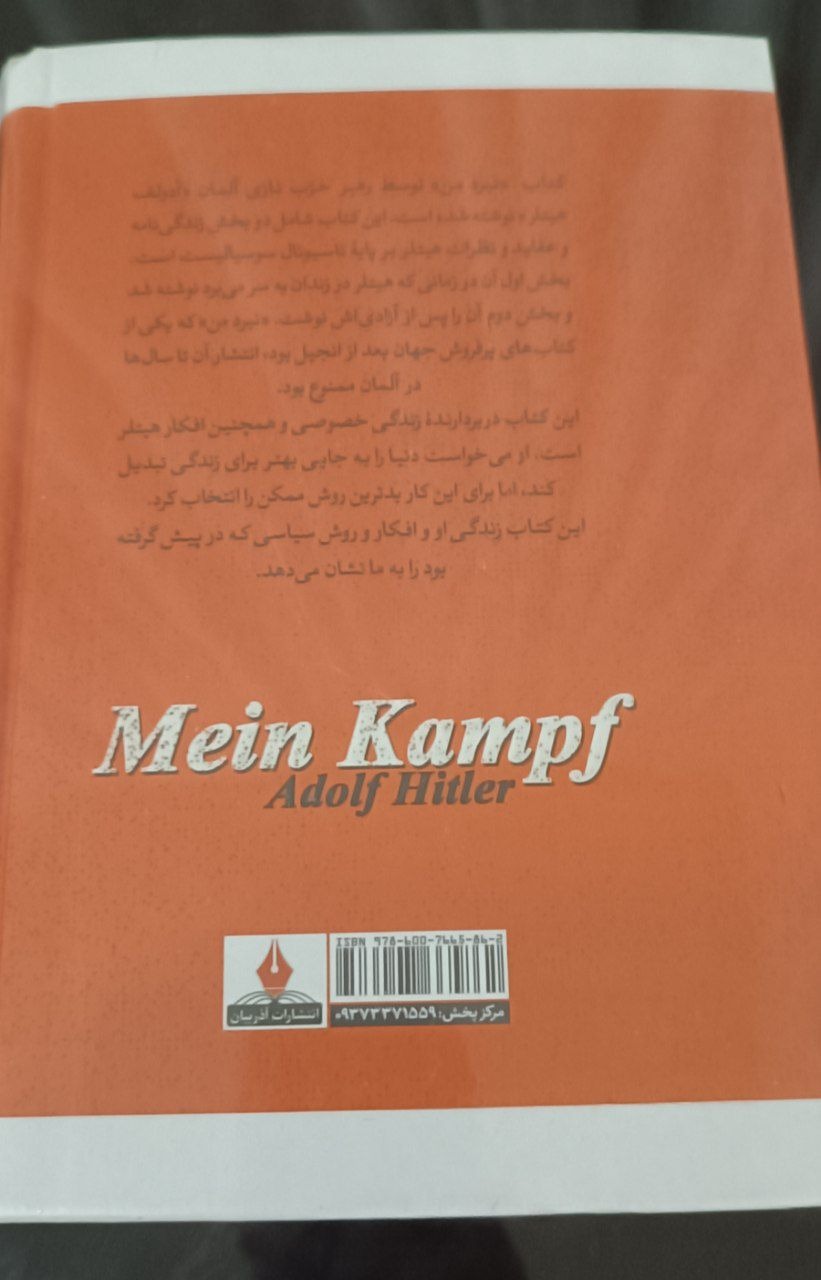 کتاب «نبرد من» توسط رهبر حزب نازی آلمان «آدولف
هیتلر» نوشته شده است. این کتاب شامل دو بخش زندگی‌نامه
و عقاید و نظرات هیتلر بر پایهٔ ناسیونال سوسیالیست است.
بخش اول آن در زمانی که هیتلر در زندان به سر می‌برد نوشته شد
و بخش دوم آن را پس از آزادی‌اش نوشت. «نبرد من» که یکی از
کتاب‌های پرفروش جهان بعد از انجیل بود، انتشار آن تا سال‌ها
در آلمان ممنوع بود.
این کتاب دربردارندهٔ زندگی خصوصی و همچنین افکار هیتلر
است. او می‌خواست دنیا را به جایی بهتر برای زندگی تبدیل
کند، اما برای این کار بدترین روش ممکن را انتخاب کرد.
این کتاب زندگی او و افکار و روش سیاسی که در پیش گرفته
بود را به ما نشان می‌دهد.
Mein Kampf
Adolf Hitler
ISBN 978-600-7665-86-2
انتشارات آذربیان
مرکز پخش: ۰۹۳۷۳۳۷۱۵۵۹